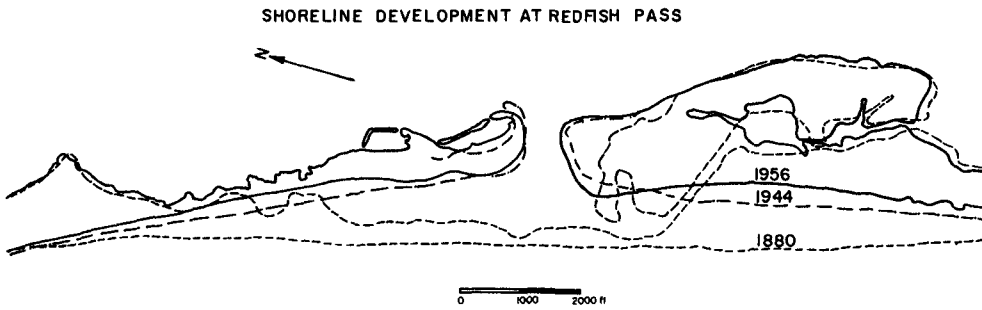 SHORELINE DEVELOPMENT AT REDFISH PASS
N
1956
1944
1880
0 1000 2000 ft